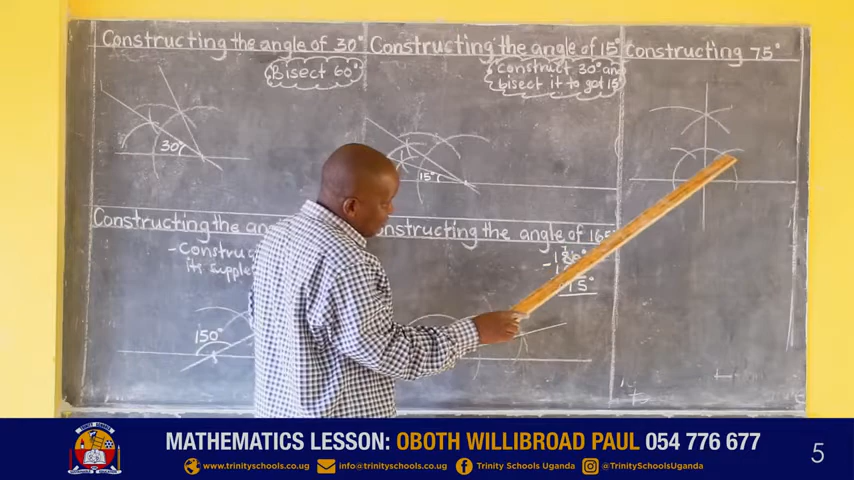 Constructing the angle of 30°
Bisect 60°
30°
Constructing the angle of 15°
Construct 30° and
bisect it to get 15°
15°
Constructing 75°
Constructing the
- Construc
its supple
150°
onstructing the angle of 165°
15°
MATHEMATICS LESSON: OBOTH WILLIBROAD PAUL 054 776 677
www.trinityschools.co.ug info@trinityschools.co.ug Trinity Schools Uganda @TrinitySchoolsUganda
5
TRINITY SCHOOLS